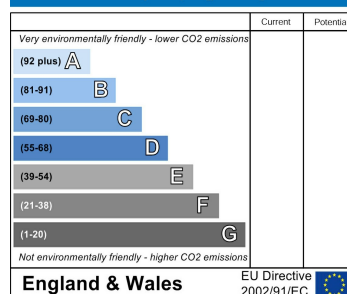 Current Potential
Very environmentally friendly - lower CO2 emissions
(92 plus) A
(81-91) B
(69-80) C
(55-68) D
(39-54) E
(21-38) F
(1-20) G
Not environmentally friendly - higher CO2 emissions
England & Wales
EU Directive
2002/91/EC